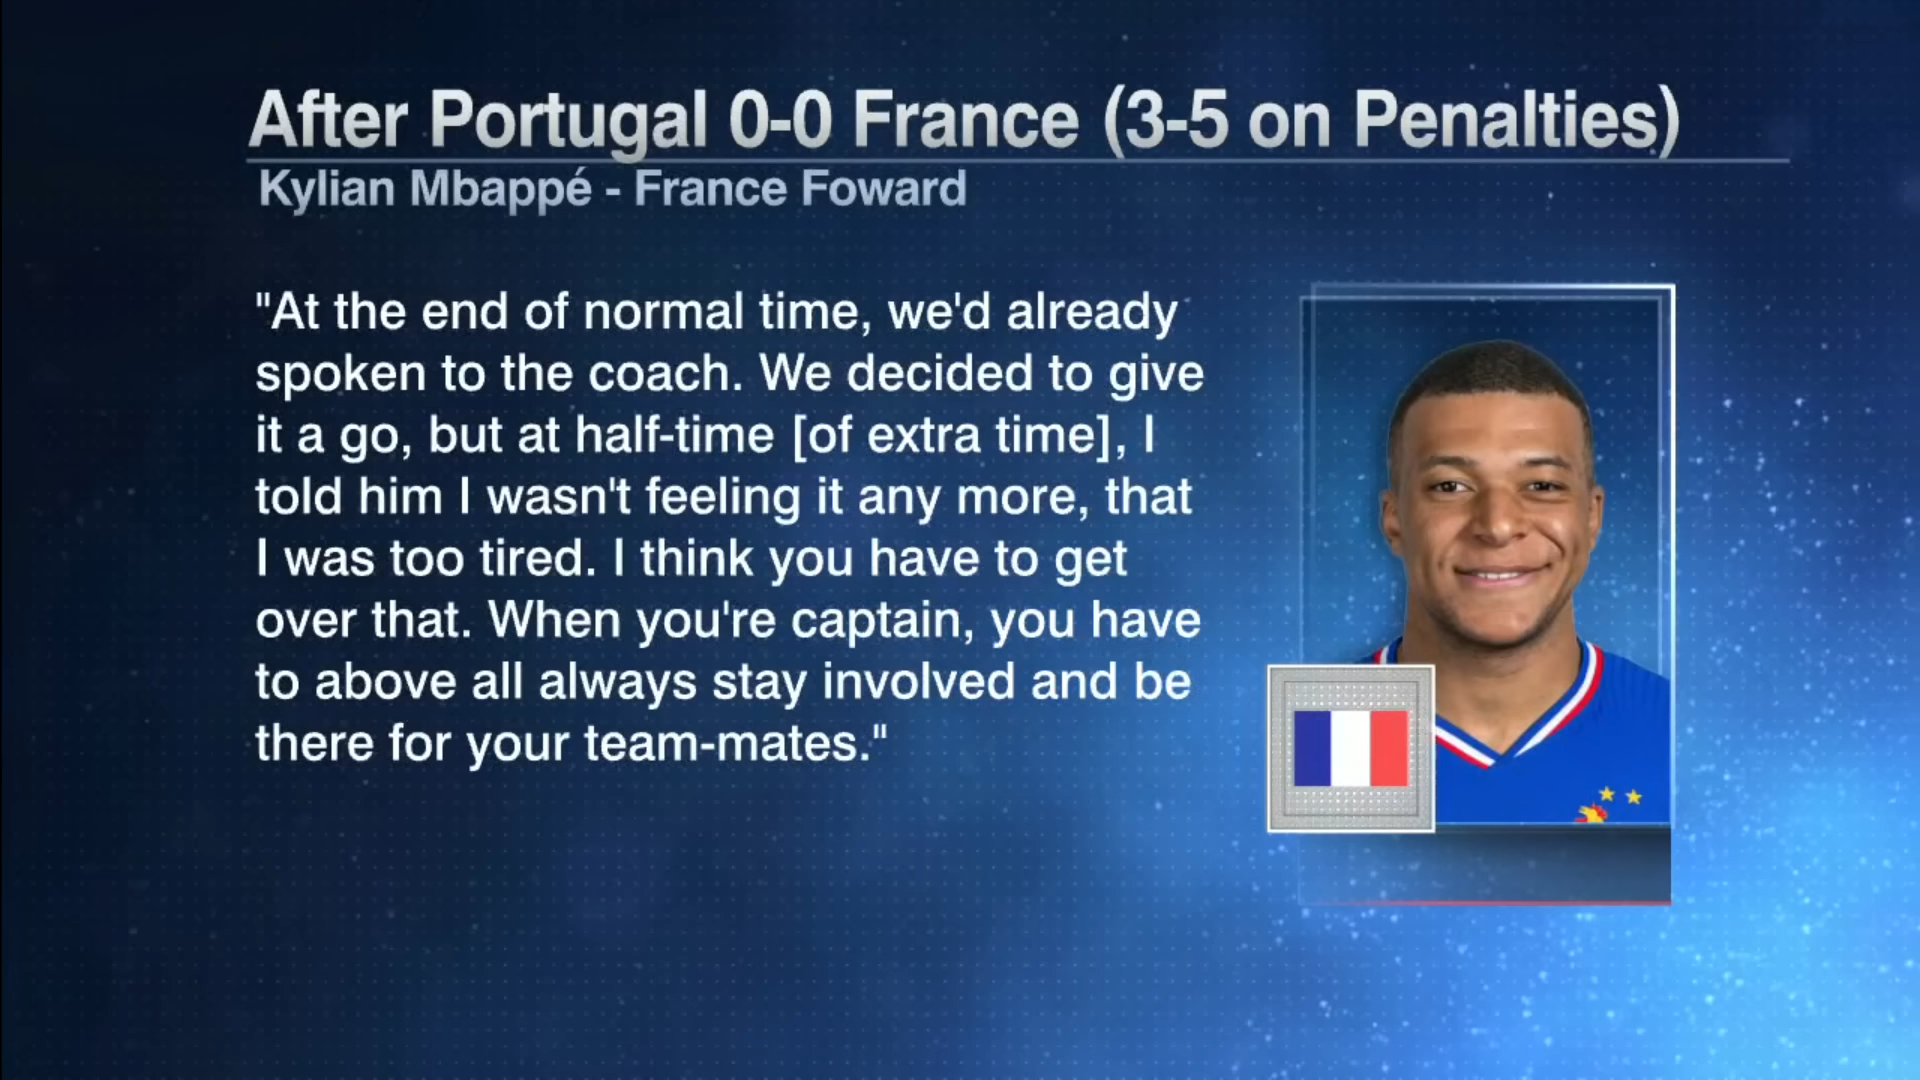 After Portugal 0-0 France (3-5 on Penalties)
Kylian Mbappé - France Foward
"At the end of normal time, we'd already
spoken to the coach. We decided to give
it a go, but at half-time [of extra time], I
told him I wasn't feeling it any more, that
I was too tired. I think you have to get
over that. When you're captain, you have
to above all always stay involved and be
there for your team-mates."